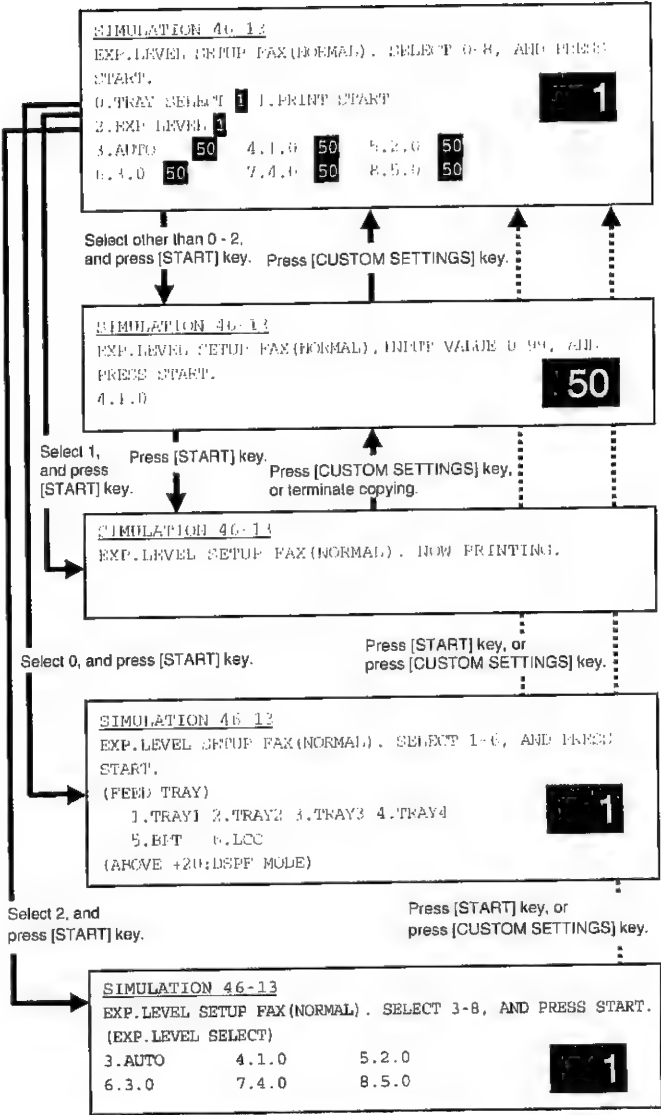 SIMULATION 46-13
EXP.LEVEL SETUP FAX(NORMAL). SELECT 0-8, AND PRESS
START.
0.TRAY SELECT 1 1.PRINT START
2.EXP LEVEL 1
3.AUTO 50 4.1.0 50 5.2.0 50
6.3.0 50 7.4.0 50 8.5.0 50
1
Select other than 0 - 2,
and press [START] key.
Press [CUSTOM SETTINGS] key.
SIMULATION 46-13
EXP.LEVEL SETUP FAX(NORMAL). INPUT VALUE 0-99, AND
PRESS START.
4.1.0
50
Select 1,
and press
[START] key.
Press [START] key.
Press [CUSTOM SETTINGS] key,
or terminate copying.
SIMULATION 46-13
EXP.LEVEL SETUP FAX(NORMAL). NOW PRINTING.
Select 0, and press [START] key.
Press [START] key, or
press [CUSTOM SETTINGS] key.
SIMULATION 46-13
EXP.LEVEL SETUP FAX(NORMAL). SELECT 1-6, AND PRESS
START.
(FEED TRAY)
1.TRAY1 2.TRAY2 3.TRAY3 4.TRAY4
5.BFT 6.LCC
(ABOVE +20:DSPF MODE)
1
Select 2, and
press [START] key.
Press [START] key, or
press [CUSTOM SETTINGS] key.
SIMULATION 46-13
EXP.LEVEL SETUP FAX(NORMAL). SELECT 3-8, AND PRESS START.
(EXP.LEVEL SELECT)
3.AUTO 4.1.0 5.2.0
6.3.0 7.4.0 8.5.0
1